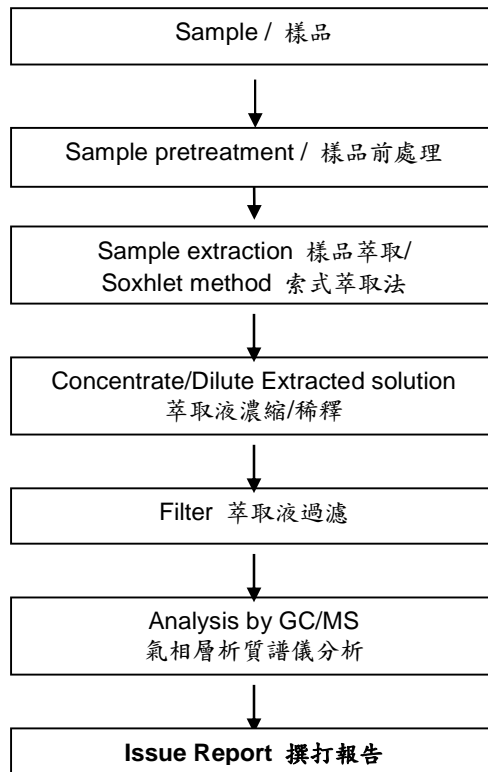 Sample / 樣品
Sample pretreatment / 樣品前處理
Sample extraction 樣品萃取/
Soxhlet method 索式萃取法
Concentrate/Dilute Extracted solution
萃取液濃縮/稀釋
Filter 萃取液過濾
Analysis by GC/MS
氣相層析質譜儀分析
Issue Report 撰打報告